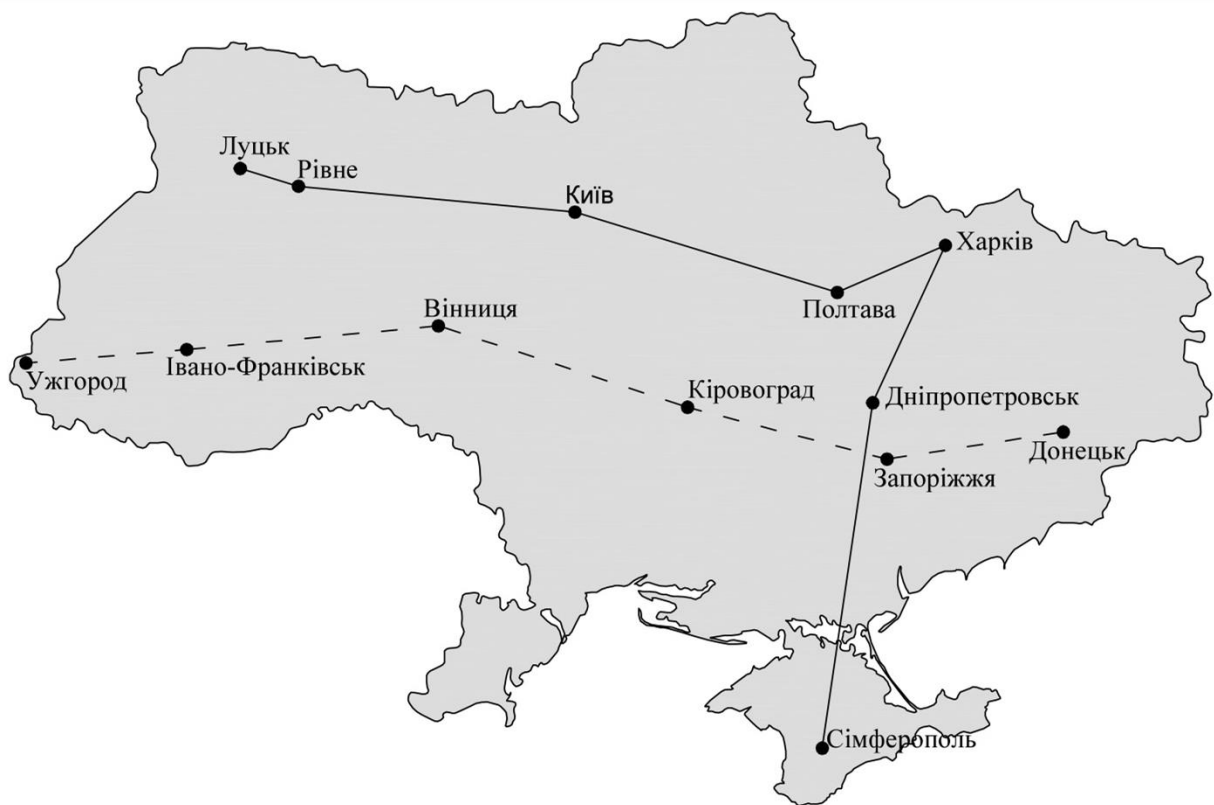 Луцьк
Рівне
Київ
Харків
Полтава
Вінниця
Ужгород
Івано-Франківськ
Кіровоград
Дніпропетровськ
Донецьк
Запоріжжя
Сімферополь